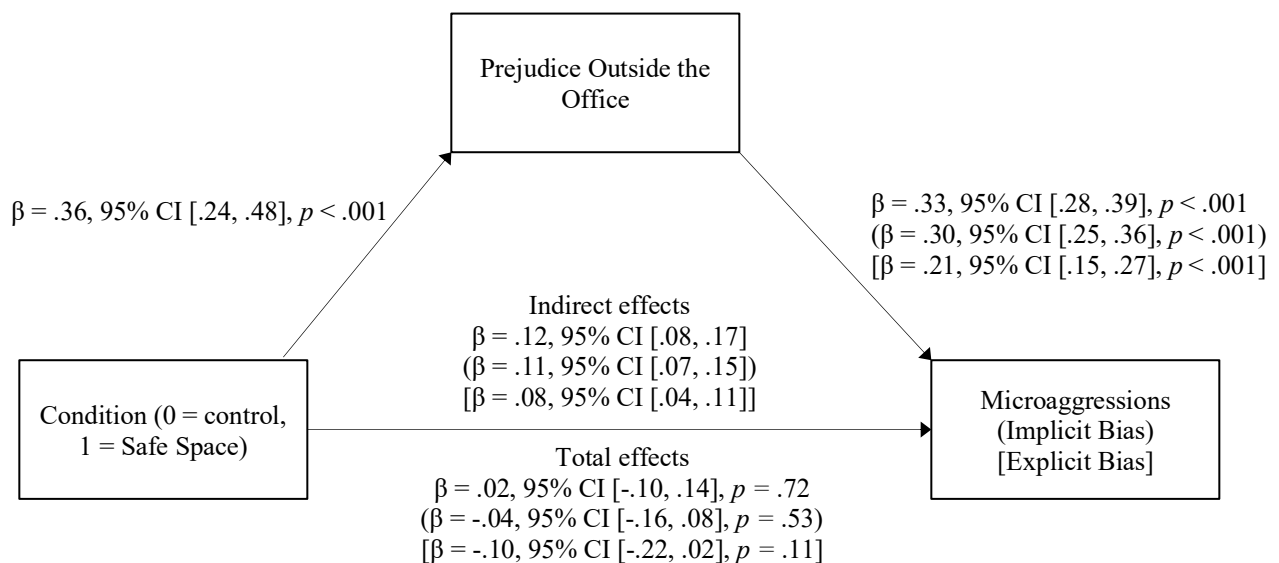 Prejudice Outside the
Office
β = .36, 95% CI [.24, .48], p < .001
β = .33, 95% CI [.28, .39], p < .001
(β = .30, 95% CI [.25, .36], p < .001)
[β = .21, 95% CI [.15, .27], p < .001]
Indirect effects
β = .12, 95% CI [.08, .17]
(β = .11, 95% CI [.07, .15])
[β = .08, 95% CI [.04, .11]]
Condition (0 = control,
1 = Safe Space)
Microaggressions
(Implicit Bias)
[Explicit Bias]
Total effects
β = .02, 95% CI [-.10, .14], p = .72
(β = -.04, 95% CI [-.16, .08], p = .53)
[β = -.10, 95% CI [-.22, .02], p = .11]